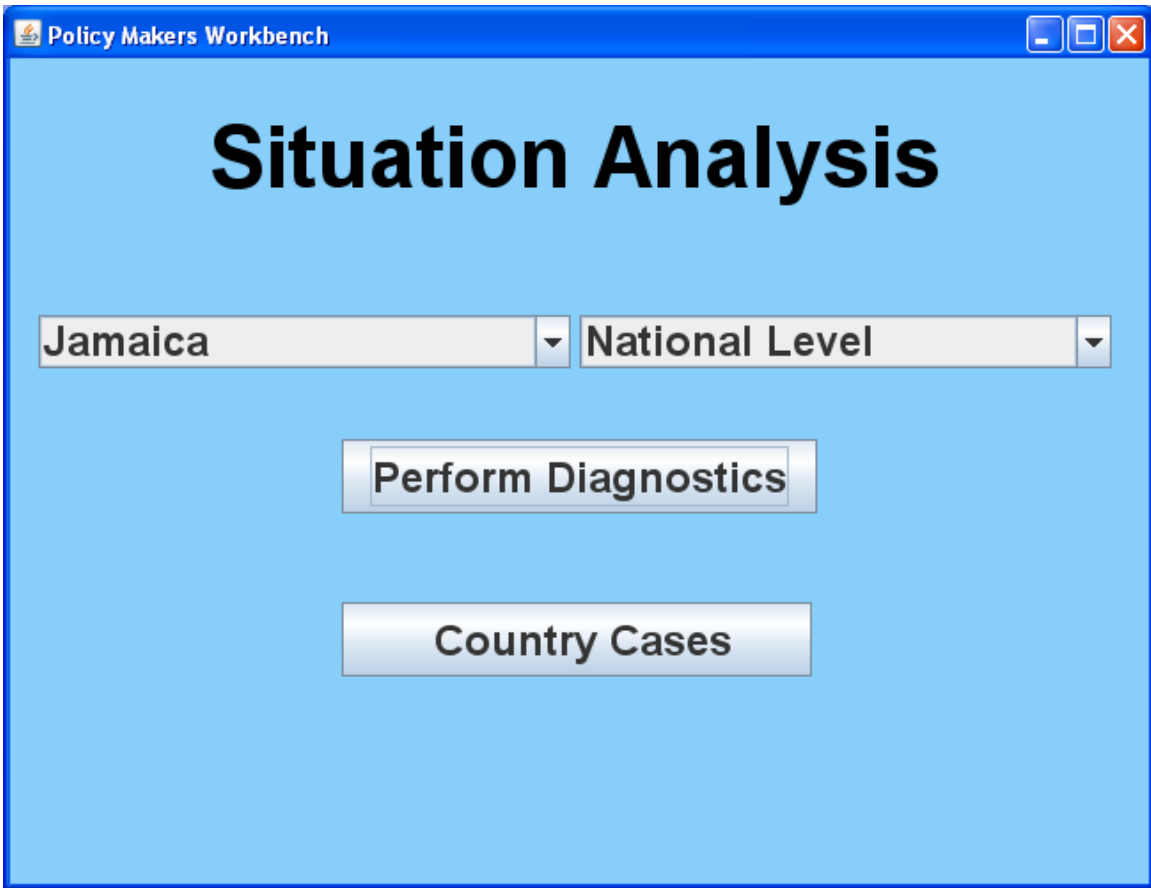 Policy Makers Workbench
Situation Analysis
Jamaica National Level
Perform Diagnostics
Country Cases